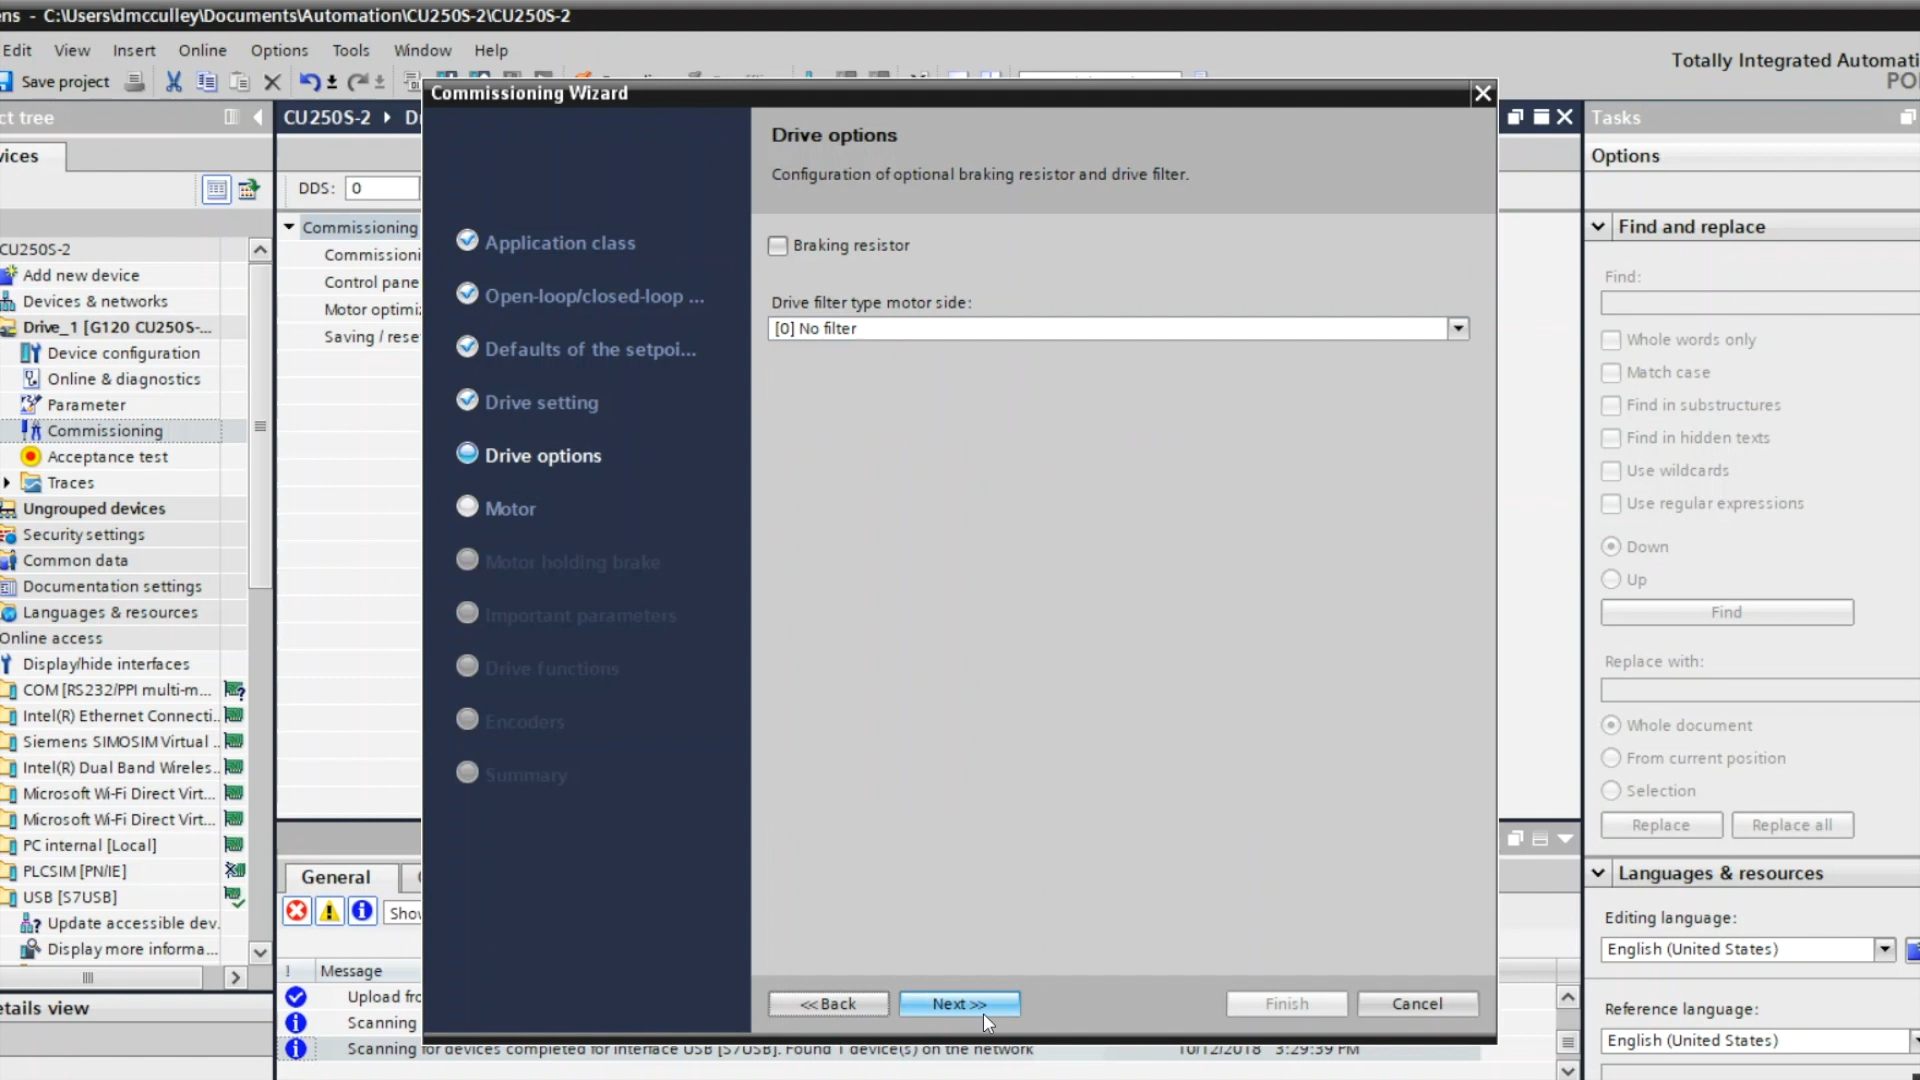 ens - C:\Users\dmcculley\Documents\Automation\CU250S-2\CU250S-2
Edit View Insert Online Options Tools Window Help
Totally Integrated Automati
PO
Save project
Commissioning Wizard
ct tree
CU250S-2
Tasks
vices
Options
DDS: 0
Commissioning
Commissioni
Control pane
Motor optimi
Saving / rese
CU250S-2
Add new device
Devices & networks
Drive_1 [G120 CU250S-...
Device configuration
Online & diagnostics
Parameter
Commissioning
Acceptance test
Traces
Ungrouped devices
Security settings
Common data
Documentation settings
Languages & resources
Online access
Display/hide interfaces
COM [RS232/PPI multi-m...
Intel(R) Ethernet Connecti..
Siemens SIMOSIM Virtual ..
Intel(R) Dual Band Wireles..
Microsoft Wi-Fi Direct Virt...
Microsoft Wi-Fi Direct Virt...
PC internal [Local]
PLCSIM [PN/IE]
USB [S7USB]
Update accessible dev.
Display more informa...
etails view
Application class
Open-loop/closed-loop ...
Defaults of the setpoi...
Drive setting
Drive options
Motor
Motor holding brake
Important parameters
Drive functions
Encoders
Summary
Drive options
Configuration of optional braking resistor and drive filter.
Braking resistor
Drive filter type motor side:
[0] No filter
<< Back
Next >>
Finish
Cancel
General
Sho
! Message
Upload fro
Scanning
Scanning for devices completed for interface USB [S7USB]. Found 1 device(s) on the network 10/12/2018 3:29:39 PM
Find and replace
Find:
Whole words only
Match case
Find in substructures
Find in hidden texts
Use wildcards
Use regular expressions
Down
Up
Find
Replace with:
Whole document
From current position
Selection
Replace
Replace all
Languages & resources
Editing language:
English (United States)
Reference language:
English (United States)